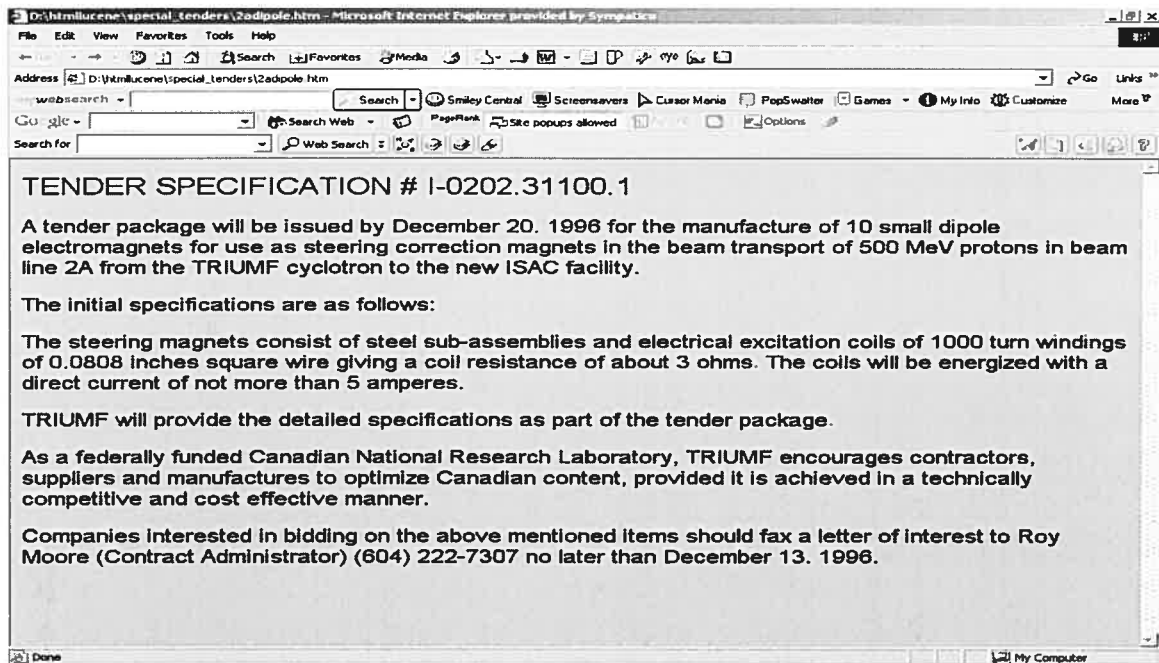 D:\htmllucene\special_tenders\2adipole.htm - Microsoft Internet Explorer provided by Sympatico
File Edit View Favorites Tools Help
Search Favorites Media
Address D:\htmllucene\special_tenders\2adipole.htm Go Links »
websearch Search Smiley Central Screensavers Cursor Mania PopSwatter Games My Info Customize More
Google Search Web PageRank Site popups allowed Options
Search for Web Search
TENDER SPECIFICATION # I-0202.31100.1
A tender package will be issued by December 20. 1996 for the manufacture of 10 small dipole
electromagnets for use as steering correction magnets in the beam transport of 500 MeV protons in beam
line 2A from the TRIUMF cyclotron to the new ISAC facility.
The initial specifications are as follows:
The steering magnets consist of steel sub-assemblies and electrical excitation coils of 1000 turn windings
of 0.0808 inches square wire giving a coil resistance of about 3 ohms. The coils will be energized with a
direct current of not more than 5 amperes.
TRIUMF will provide the detailed specifications as part of the tender package.
As a federally funded Canadian National Research Laboratory, TRIUMF encourages contractors,
suppliers and manufactures to optimize Canadian content, provided it is achieved in a technically
competitive and cost effective manner.
Companies interested in bidding on the above mentioned items should fax a letter of interest to Roy
Moore (Contract Administrator) (604) 222-7307 no later than December 13. 1996.
Done My Computer